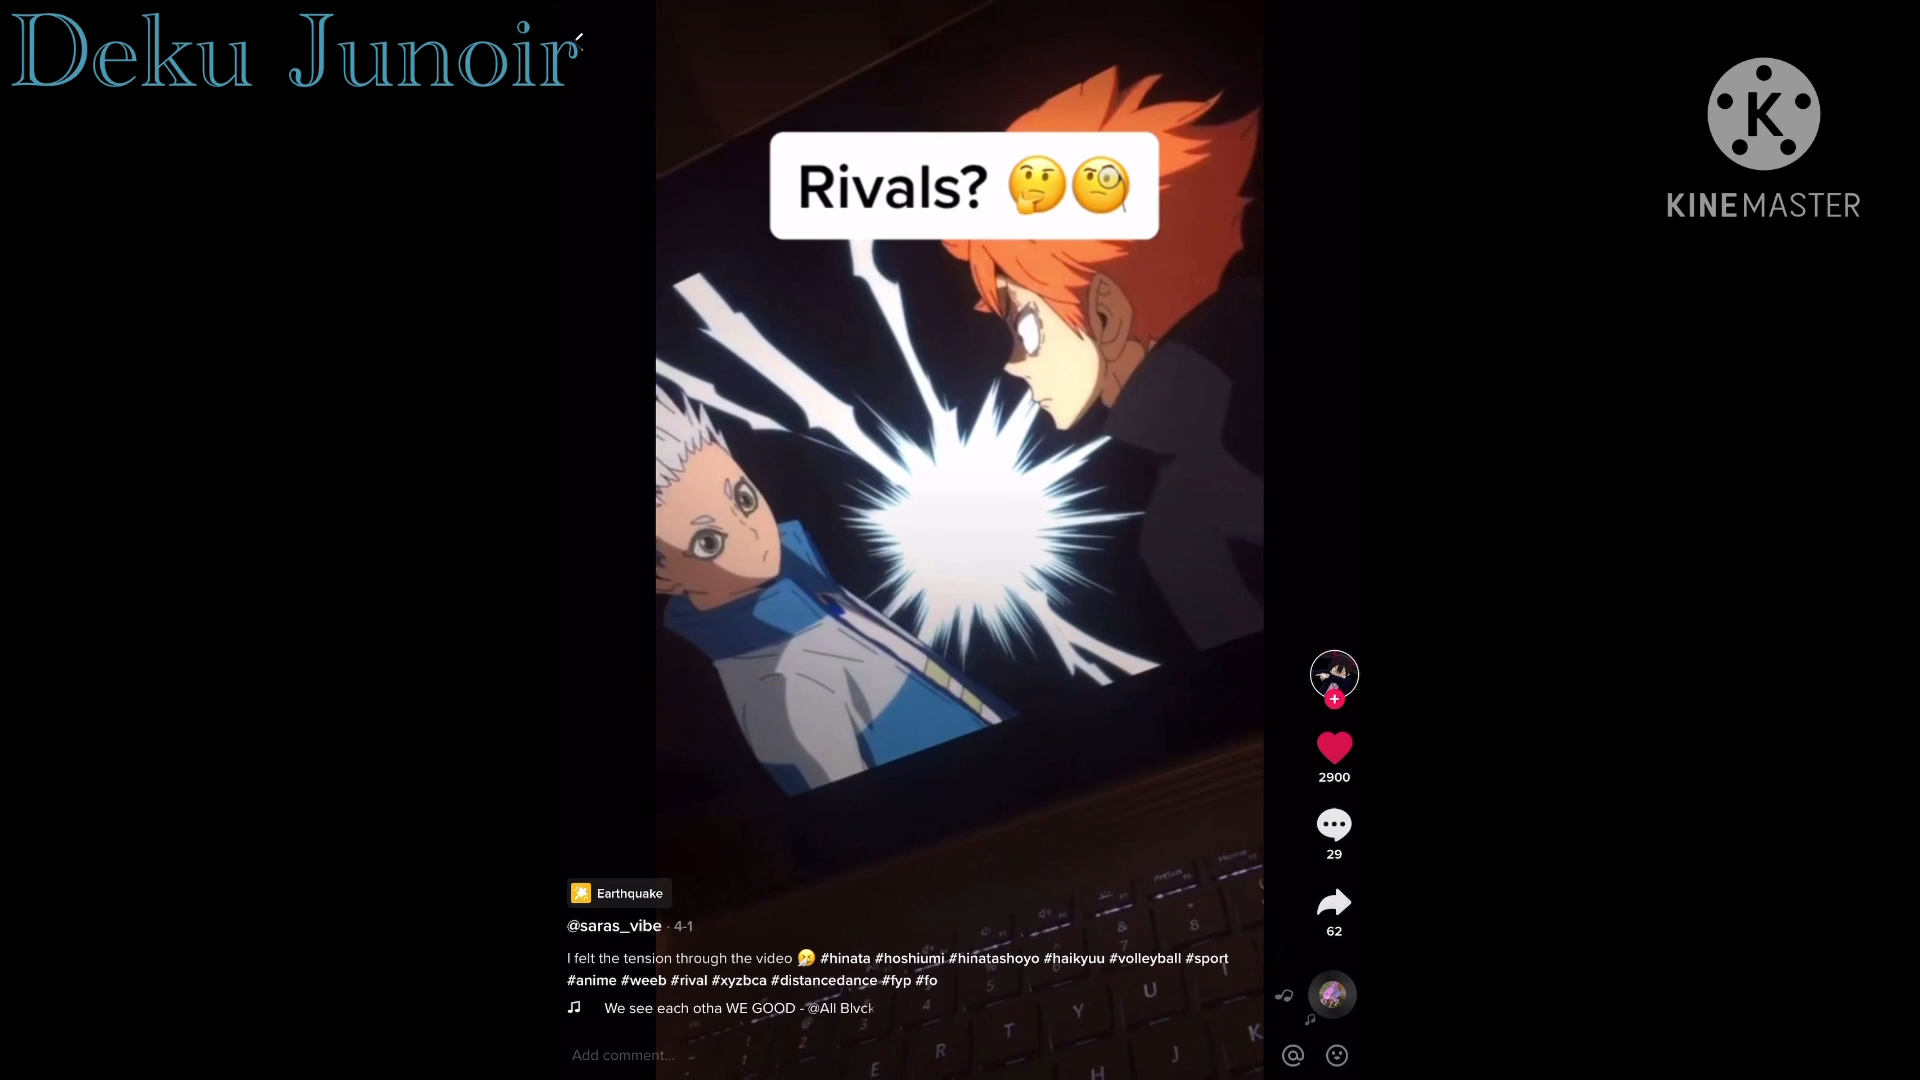 Deku Junoir
KINEMASTER
Rivals? 🤔🧐
2900
29
62
Earthquake
@saras_vibe · 4-1
I felt the tension through the video 🤧 #hinata #hoshiumi #hinatashoyo #haikyuu #volleyball #sport
#anime #weeb #rival #xyzbca #distancedance #fyp #fo
We see each otha WE GOOD - @All Blvck
Add comment...